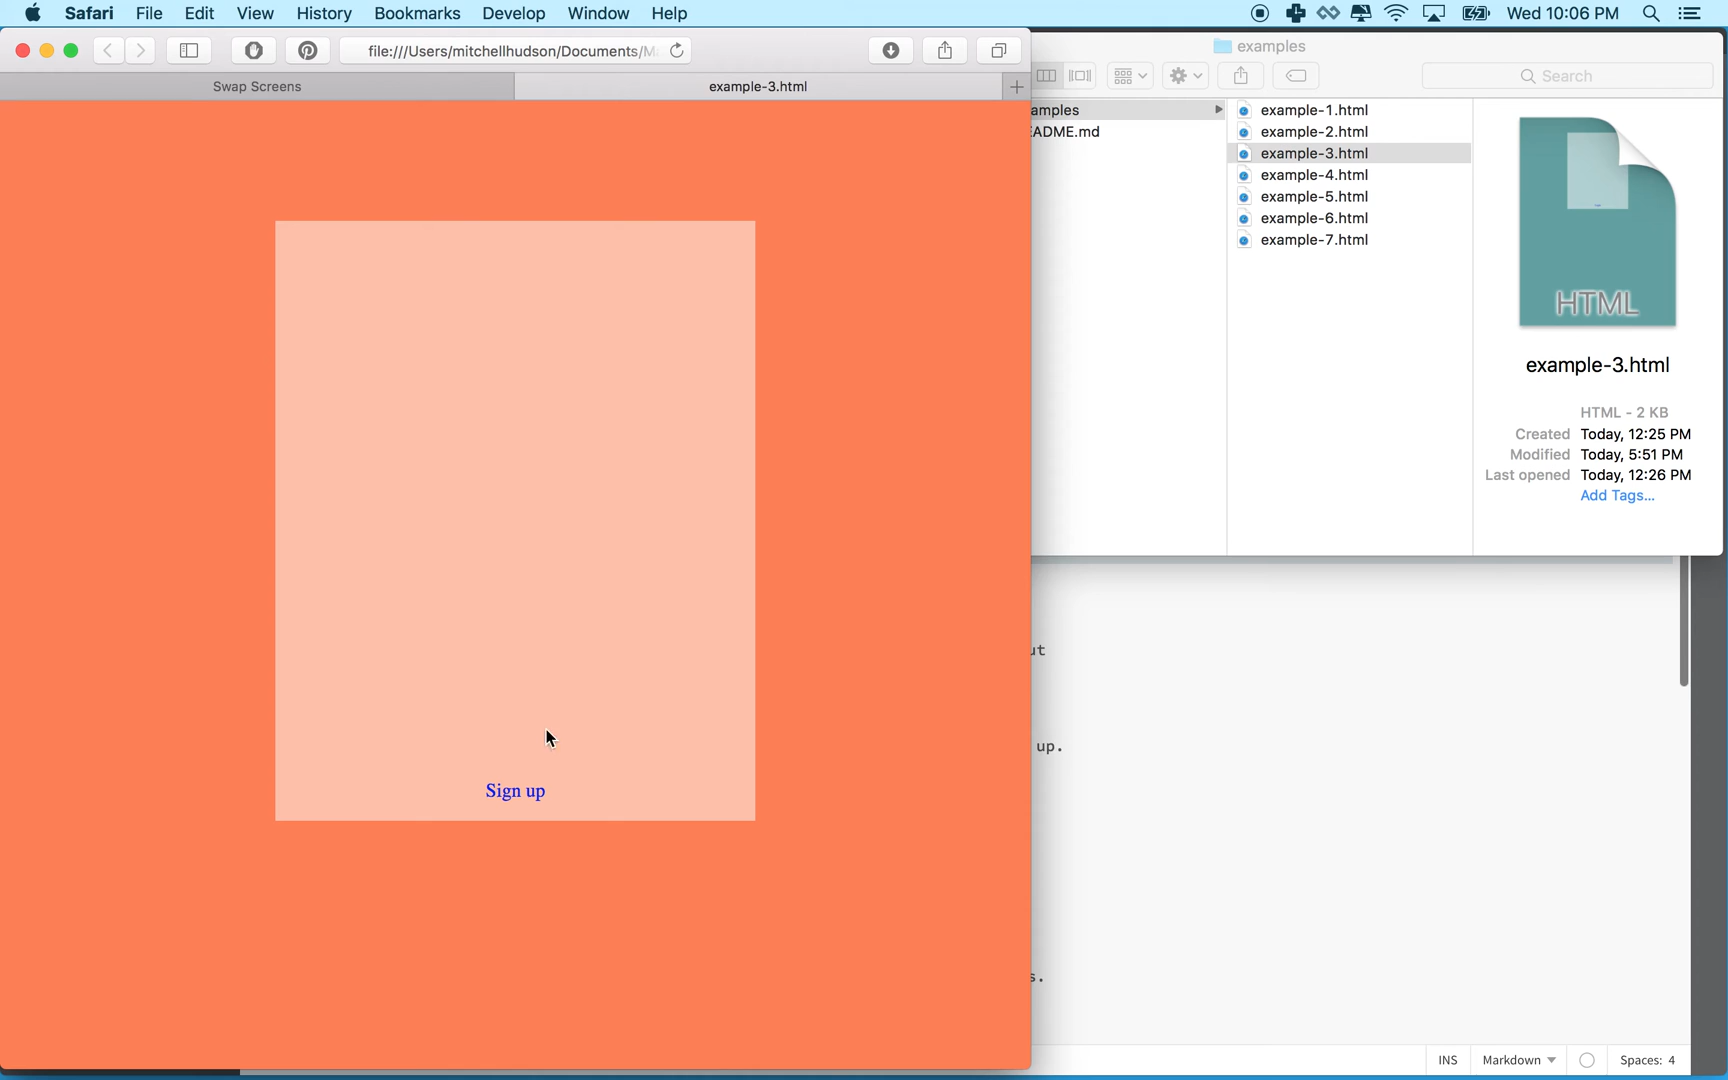 Safari File Edit View History Bookmarks Develop Window Help Wed 10:06 PM
file:///Users/mitchellhudson/Documents/M
Swap Screens
example-3.html
examples
Search
amples
EADME.md
example-1.html
example-2.html
example-3.html
example-4.html
example-5.html
example-6.html
example-7.html
HTML
example-3.html
HTML - 2 KB
Created Today, 12:25 PM
Modified Today, 5:51 PM
Last opened Today, 12:26 PM
Add Tags...
Sign up
ut
up.
s.
INS Markdown Spaces: 4